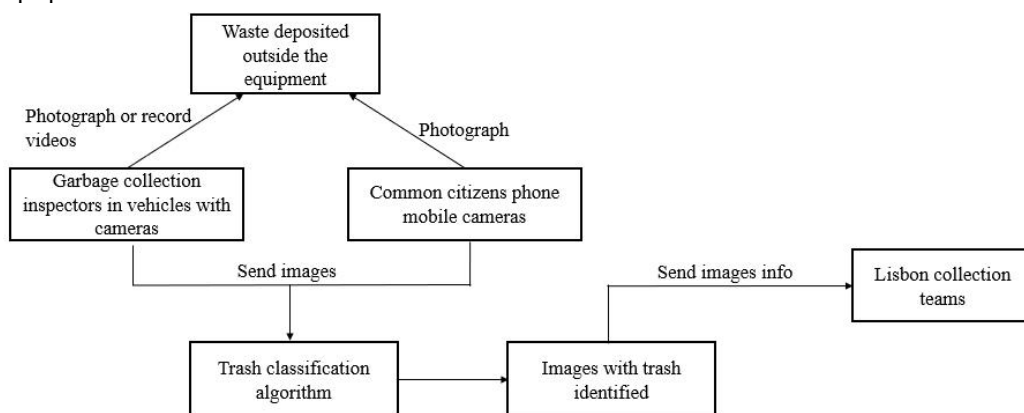 Waste deposited
outside the
equipment
Photograph or record
videos
Photograph
Garbage collection
inspectors in vehicles with
cameras
Common citizens phone
mobile cameras
Send images
Send images info
Lisbon collection
teams
Trash classification
algorithm
Images with trash
identified